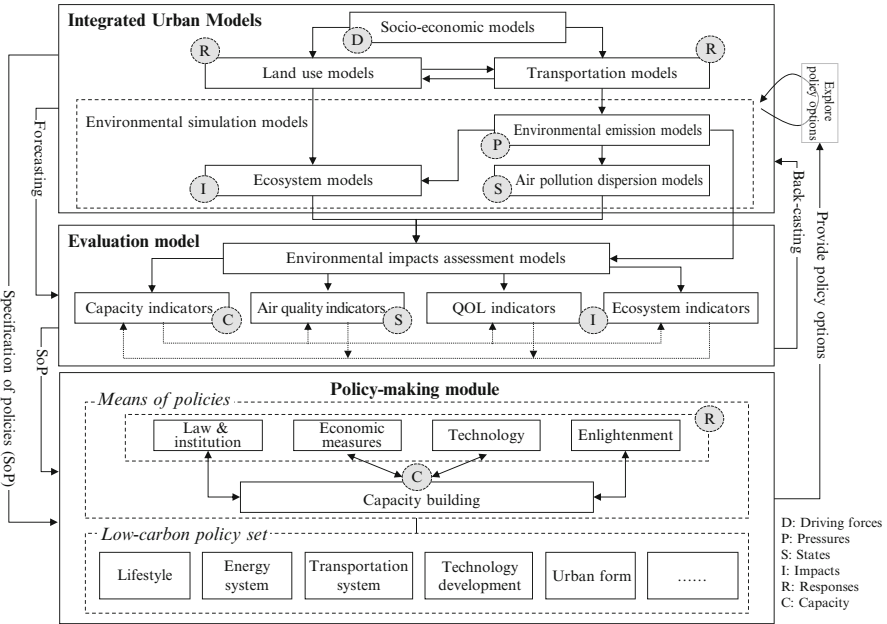 Integrated Urban Models
Socio-economic models
D
R
R
Land use models
Transportation models
Environmental simulation models
Environmental emission models
P
I
Ecosystem models
S
Air pollution dispersion models
Explore
policy options
Forecasting
Back-casting
Provide policy options
Specification of policies (SoP)
SoP
Evaluation model
Environmental impacts assessment models
Capacity indicators
C
Air quality indicators
S
QOL indicators
I
Ecosystem indicators
Policy-making module
Means of policies
R
Law &
institution
Economic
measures
Technology
Enlightenment
C
Capacity building
Low-carbon policy set
Lifestyle
Energy
system
Transportation
system
Technology
development
Urban form
......
D: Driving forces
P: Pressures
S: States
I: Impacts
R: Responses
C: Capacity